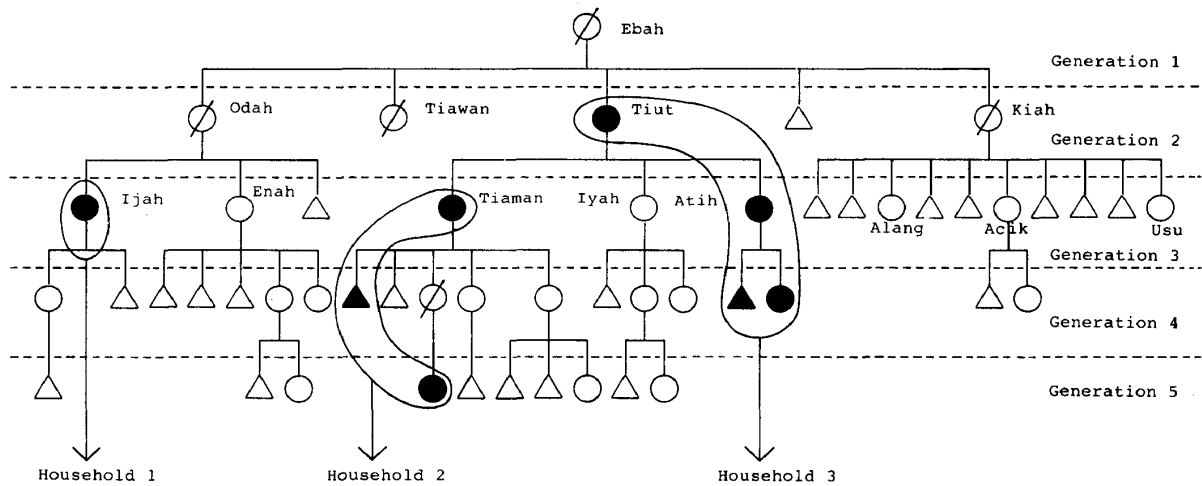 Ebah
Generation 1
Odah
Tiawan
Tiut
Kiah
Generation 2
Ijah
Enah
Tiaman
Iyah
Atih
Alang
Acik
Usu
Generation 3
Generation 4
Generation 5
Household 1
Household 2
Household 3